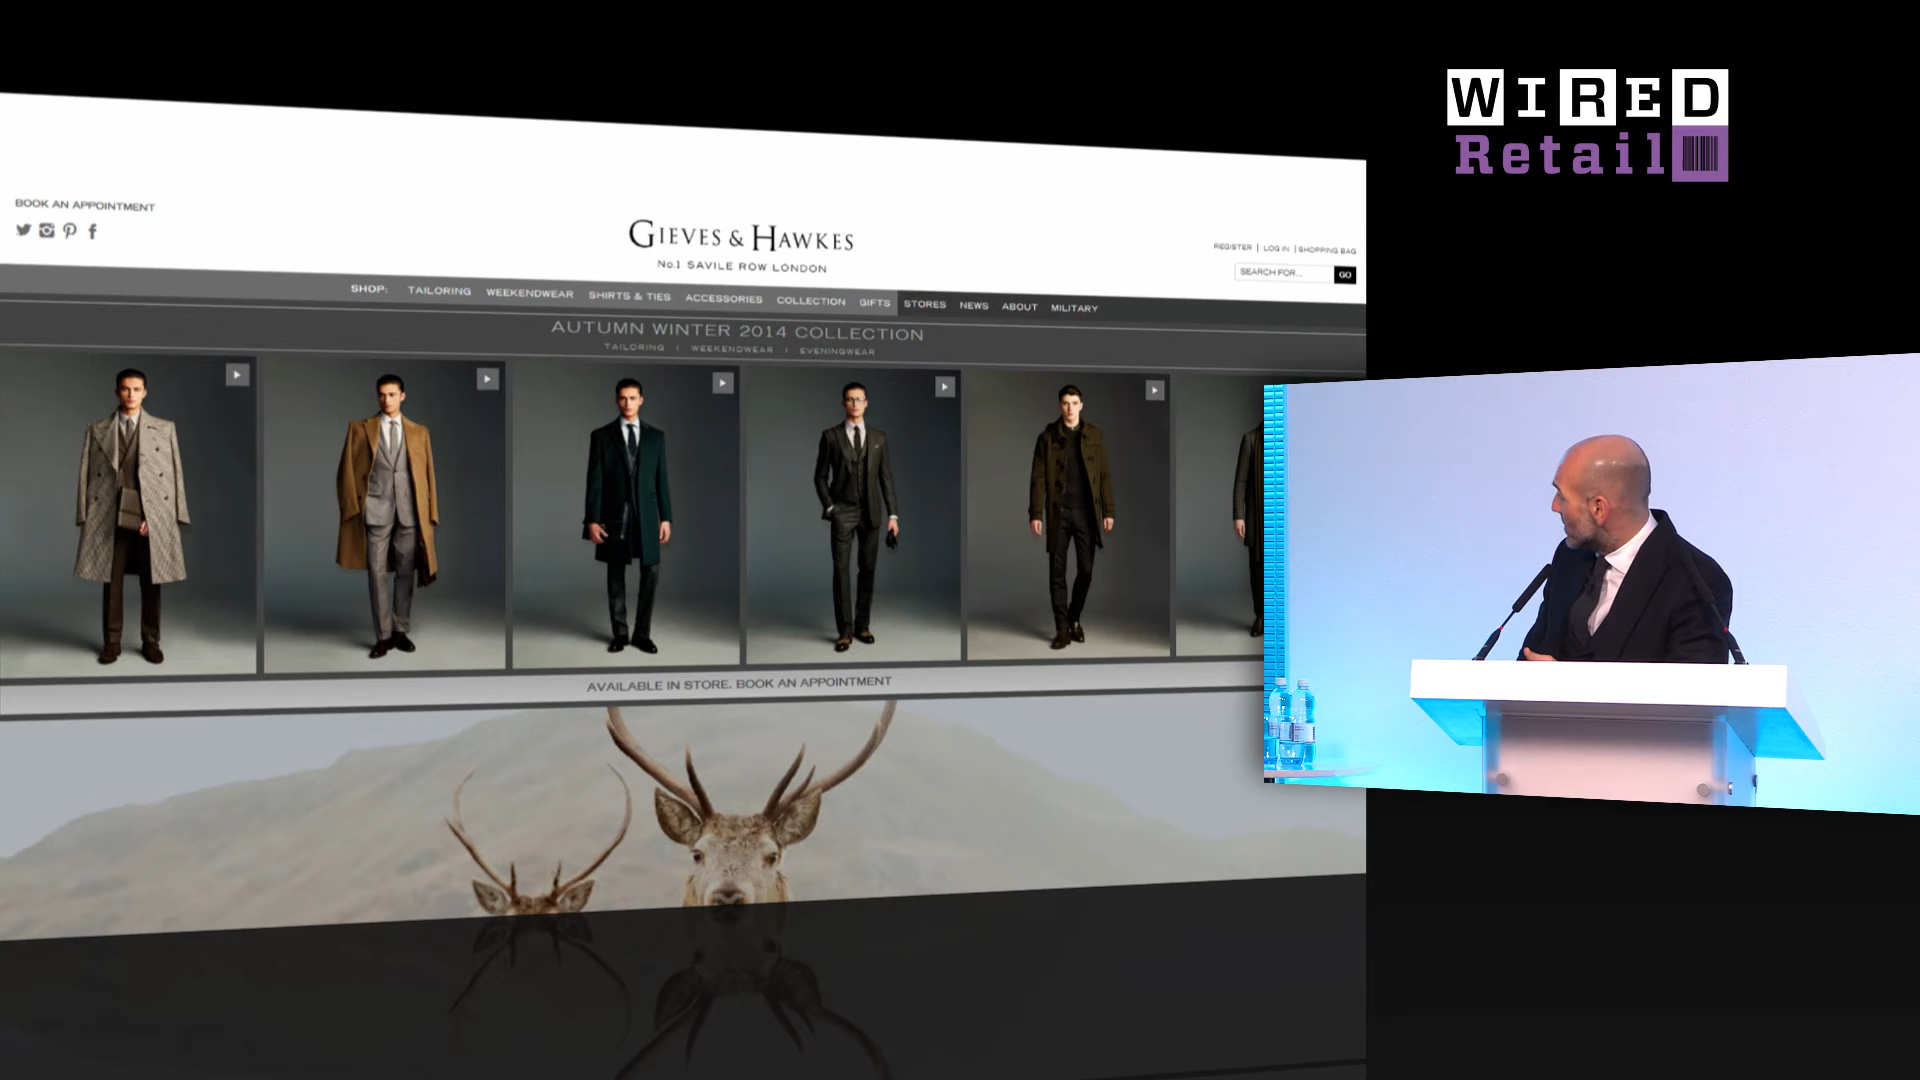 WIRED
Retail
BOOK AN APPOINTMENT
GIEVES & HAWKES
No.1 SAVILE ROW LONDON
REGISTER | LOG IN | SHOPPING BAG
SEARCH FOR... GO
SHOP: TAILORING WEEKENDWEAR SHIRTS & TIES ACCESSORIES COLLECTION GIFTS STORES NEWS ABOUT MILITARY
AUTUMN WINTER 2014 COLLECTION
TAILORING | WEEKENDWEAR | EVENINGWEAR
AVAILABLE IN STORE. BOOK AN APPOINTMENT